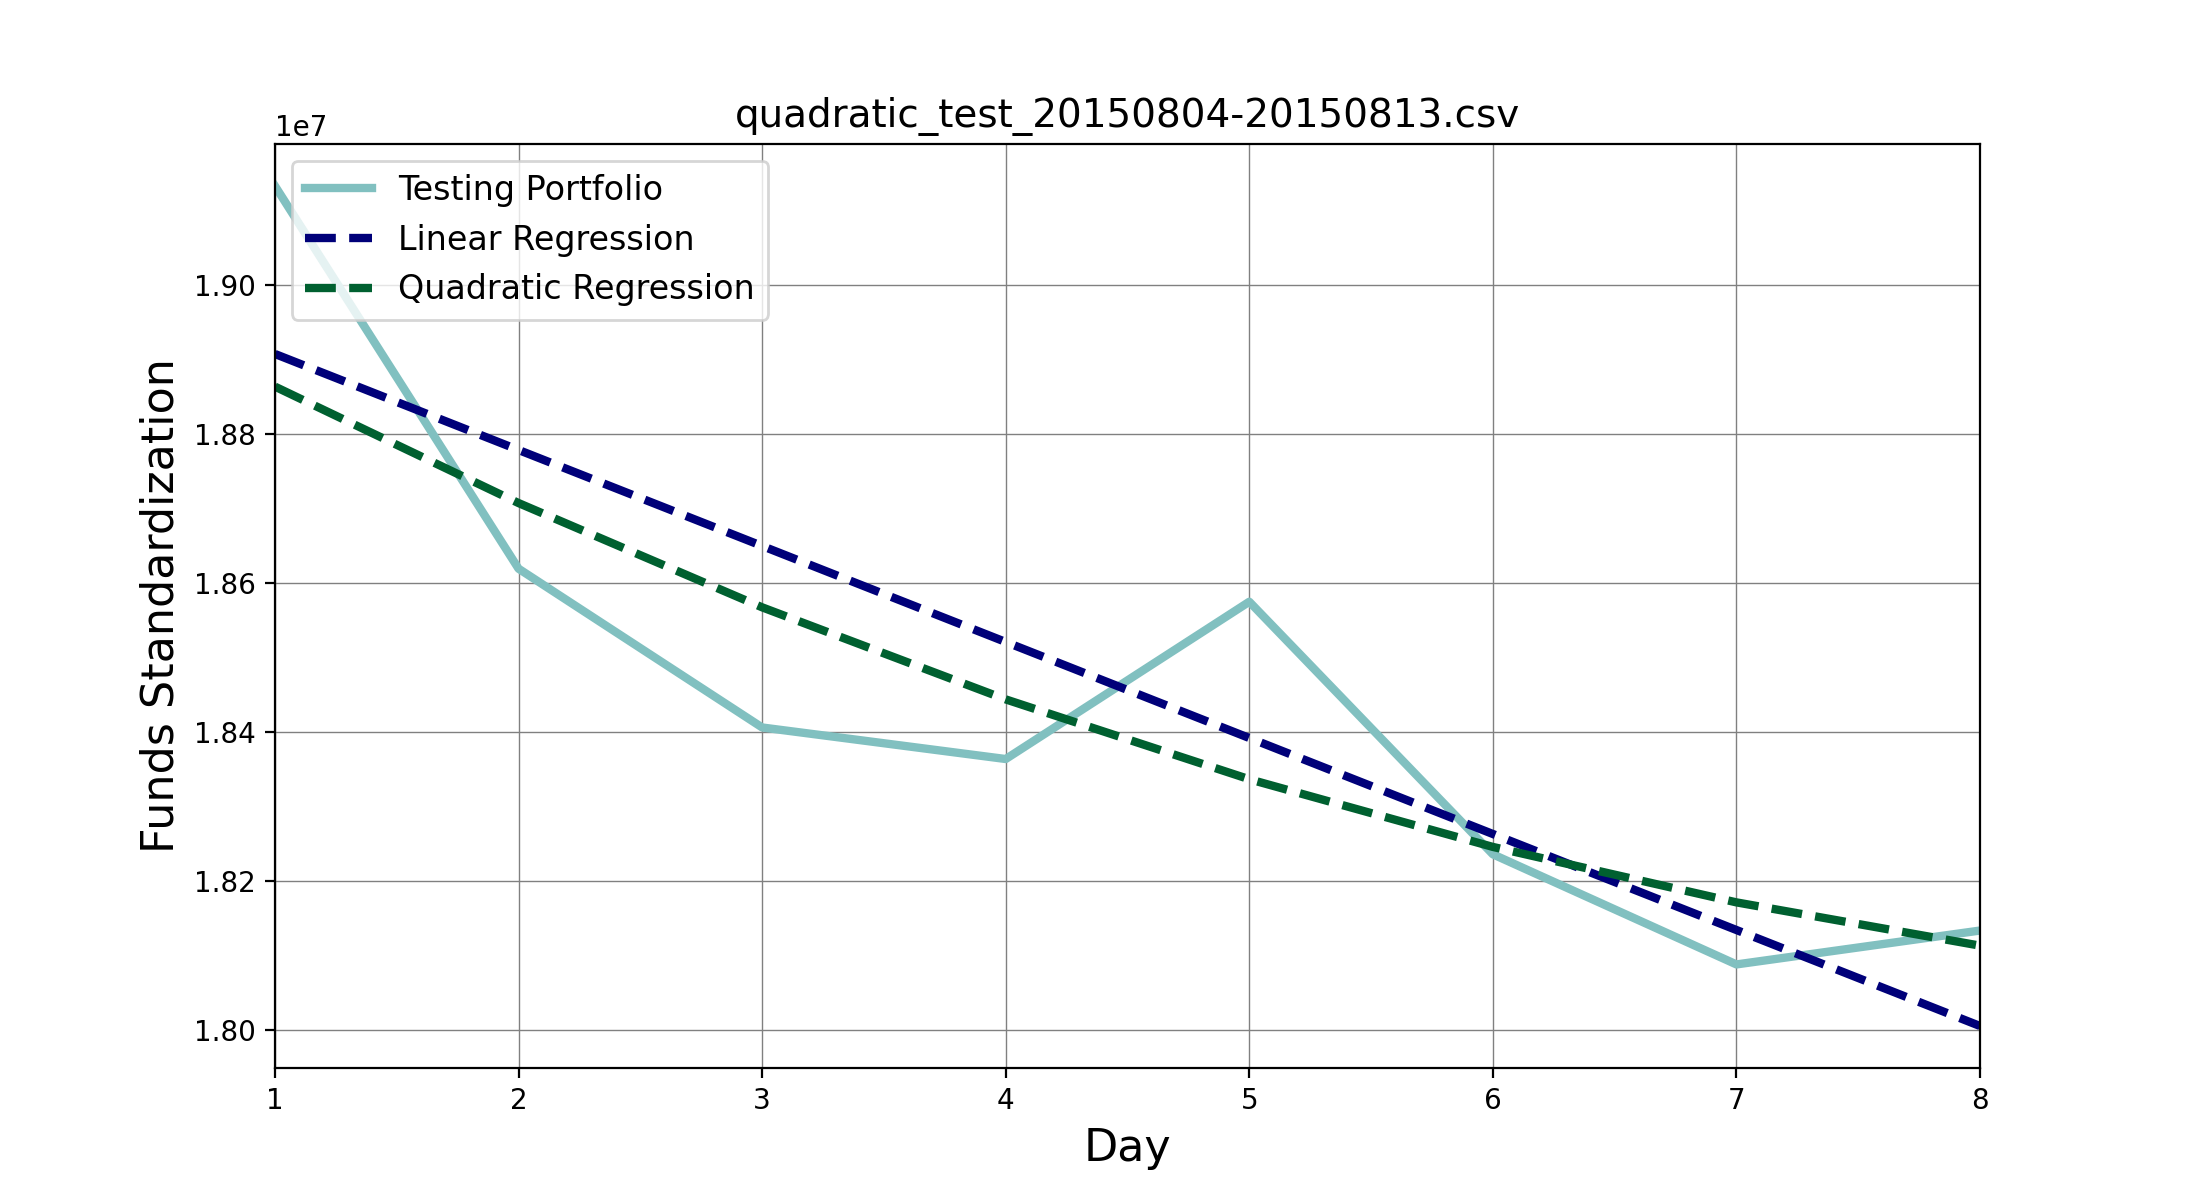 quadratic_test_20150804-20150813.csv
1e7
Testing Portfolio
Linear Regression
Quadratic Regression
Funds Standardization
1.90
1.88
1.86
1.84
1.82
1.80
1 2 3 4 5 6 7 8
Day